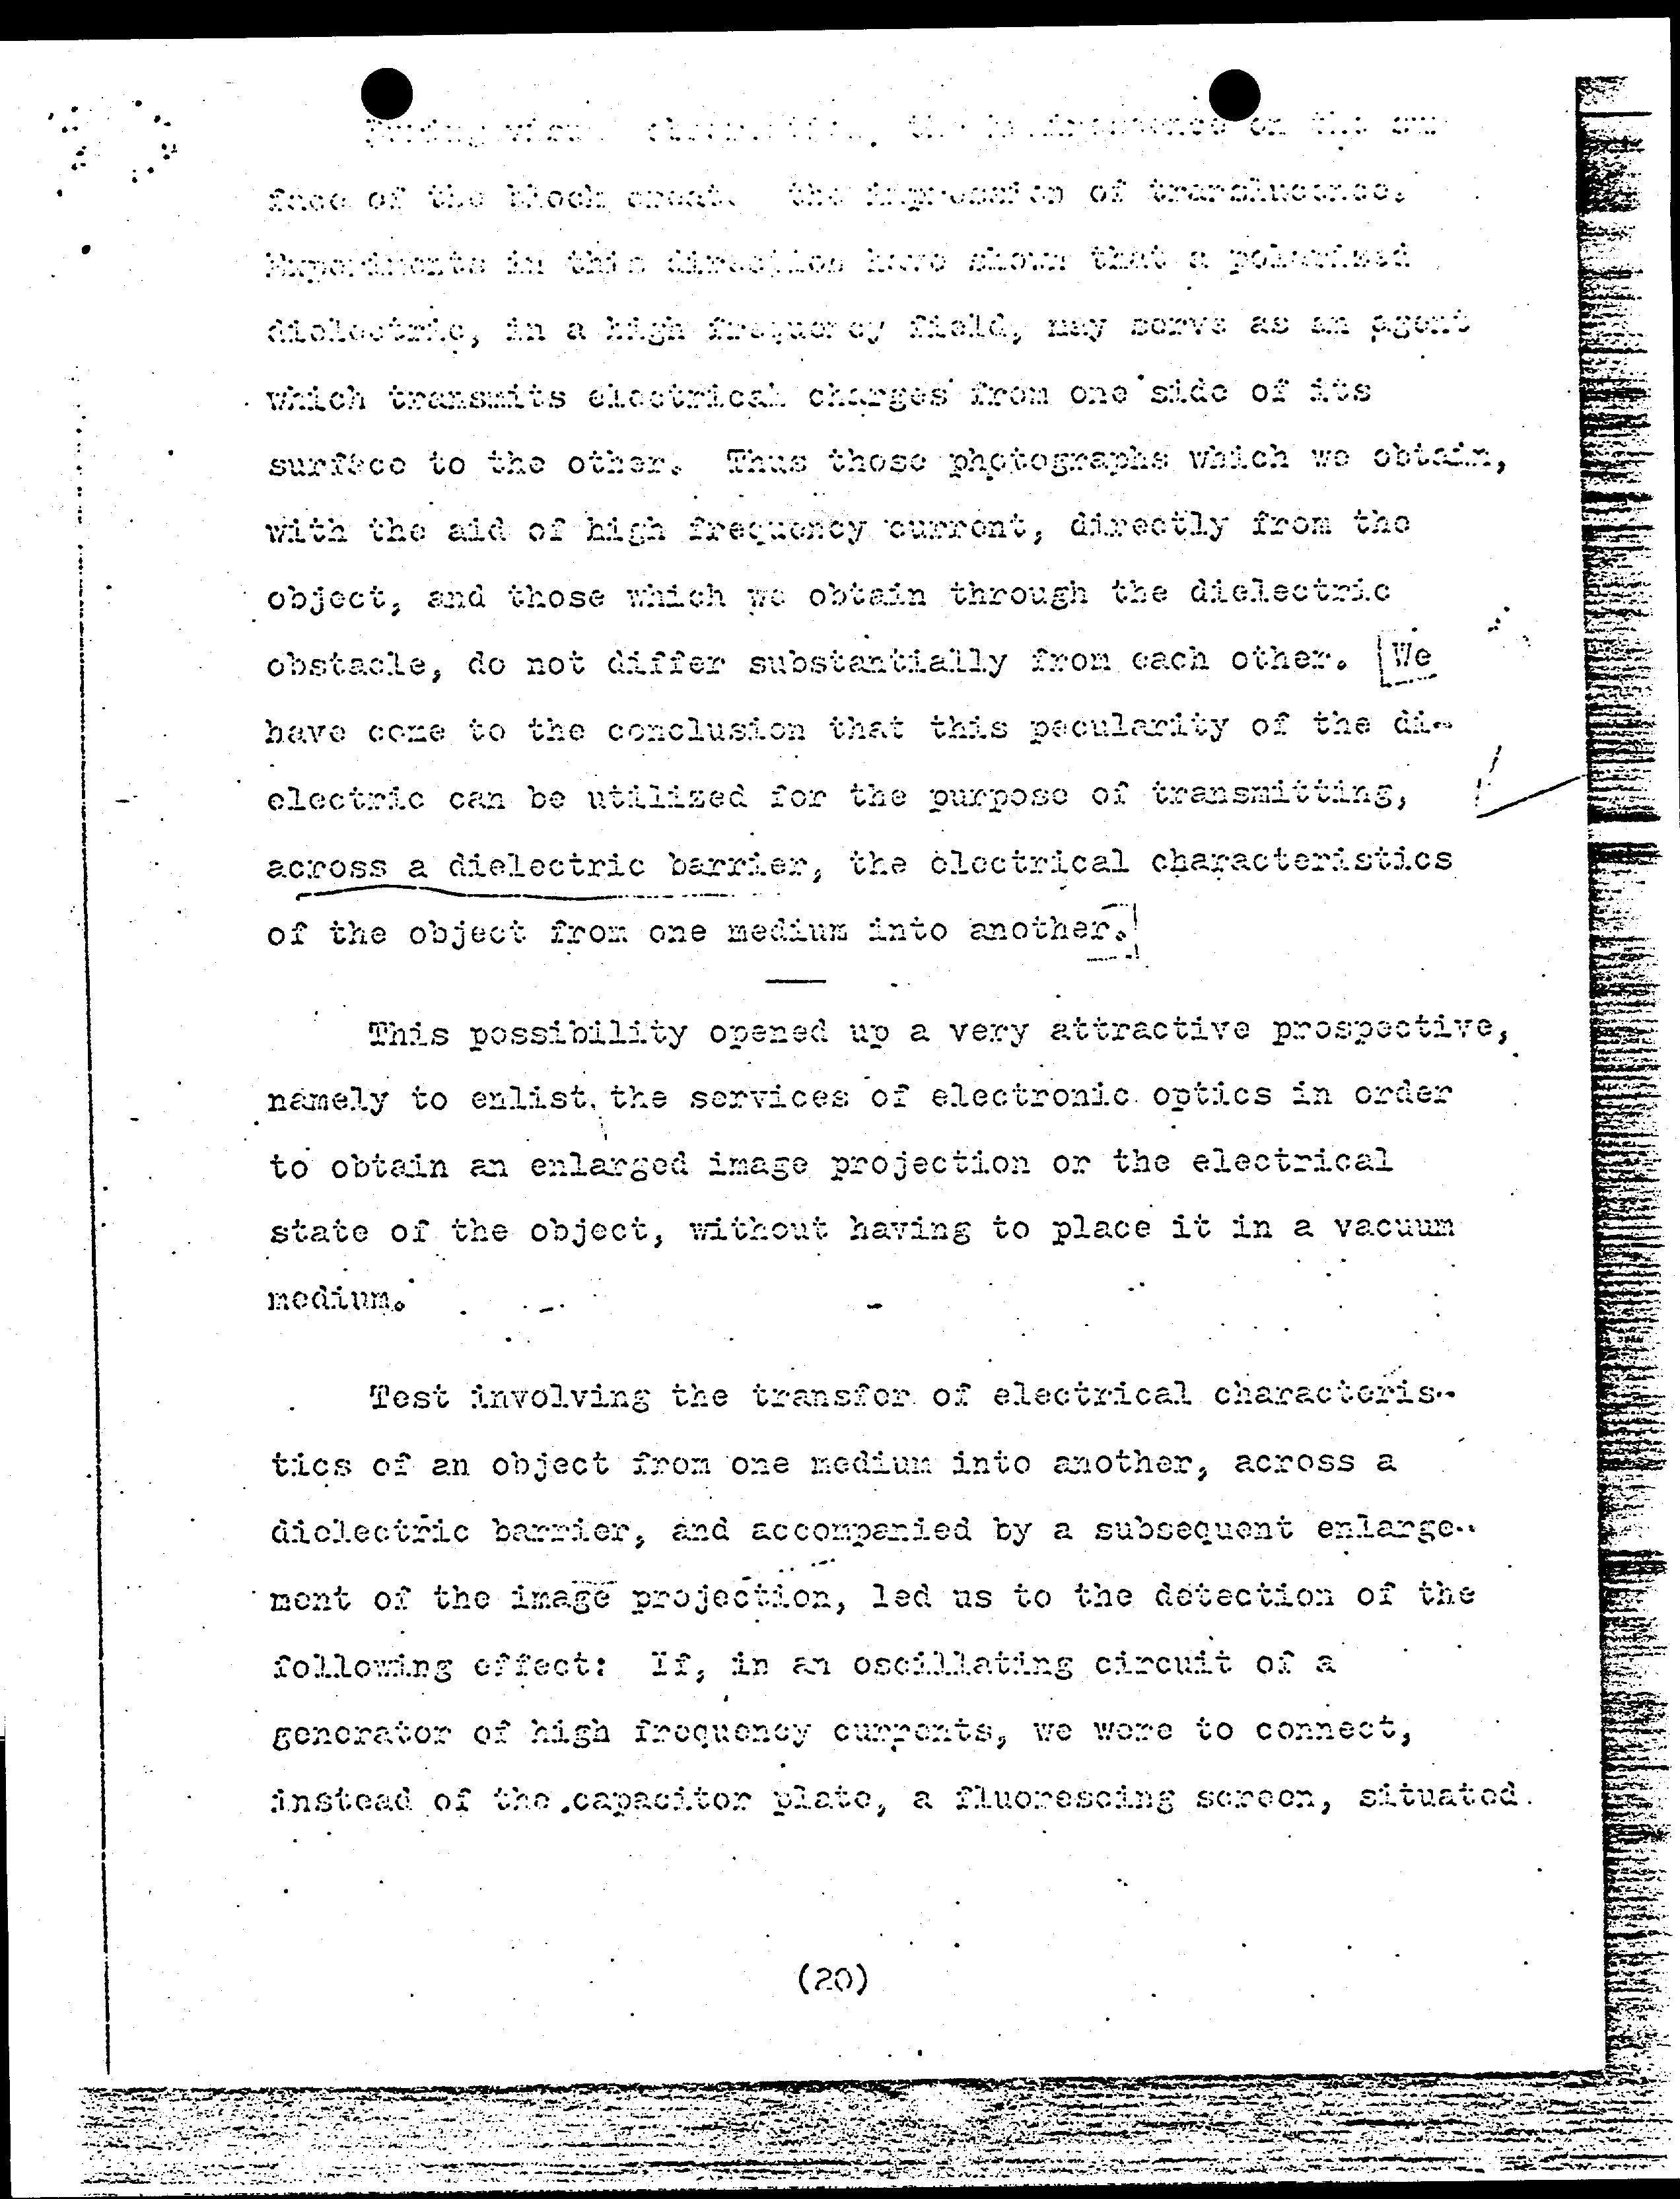 During visual the on the sur-
face of the block the impression of translucence.
Experiments in this direction have shown that a polarized
dielectric, in a high frequency field, may serve as an agent
which transmits electrical charges from one side of its
surface to the other. Thus those photographs which we obtain,
with the aid of high frequency current, directly from the
object, and those which we obtain through the dielectric
obstacle, do not differ substantially from each other. [We
have come to the conclusion that this pecularity of the di-
electric can be utilized for the purpose of transmitting,
across a dielectric barrier, the electrical characteristics
of the object from one medium into another.]
This possibility opened up a very attractive prospective,
namely to enlist the services of electronic optics in order
to obtain an enlarged image projection or the electrical
state of the object, without having to place it in a vacuum
medium.
Test involving the transfer of electrical characteris-
tics of an object from one medium into another, across a
dielectric barrier, and accompanied by a subsequent enlarge-
ment of the image projection, led us to the detection of the
following effect: If, in an oscillating circuit of a
generator of high frequency currents, we were to connect,
instead of the capacitor plate, a fluorescing screen, situated
(20)